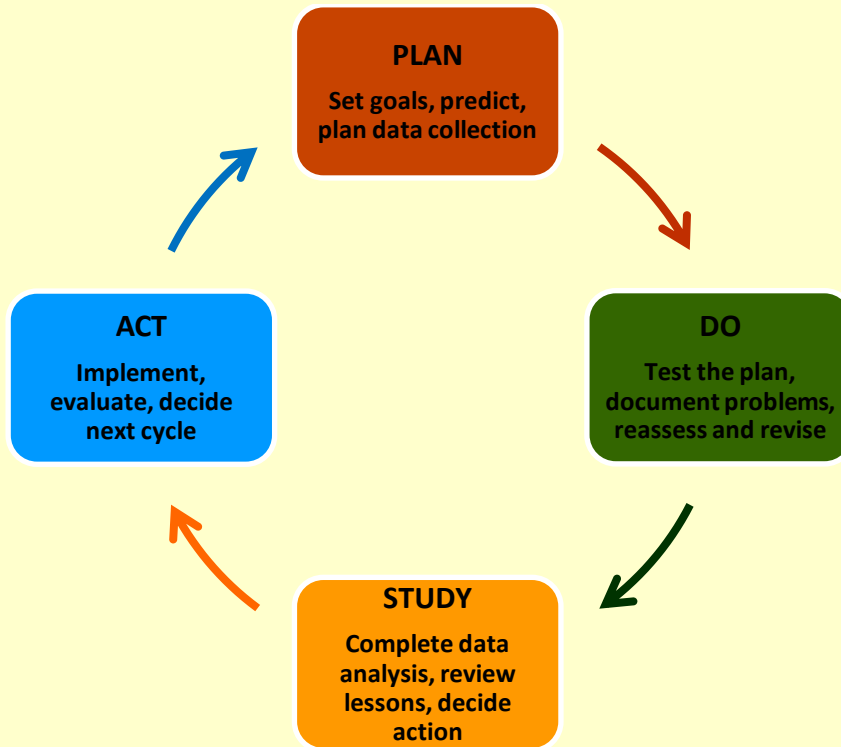 PLAN
Set goals, predict,
plan data collection
DO
Test the plan,
document problems,
reassess and revise
STUDY
Complete data
analysis, review
lessons, decide
action
ACT
Implement,
evaluate, decide
next cycle